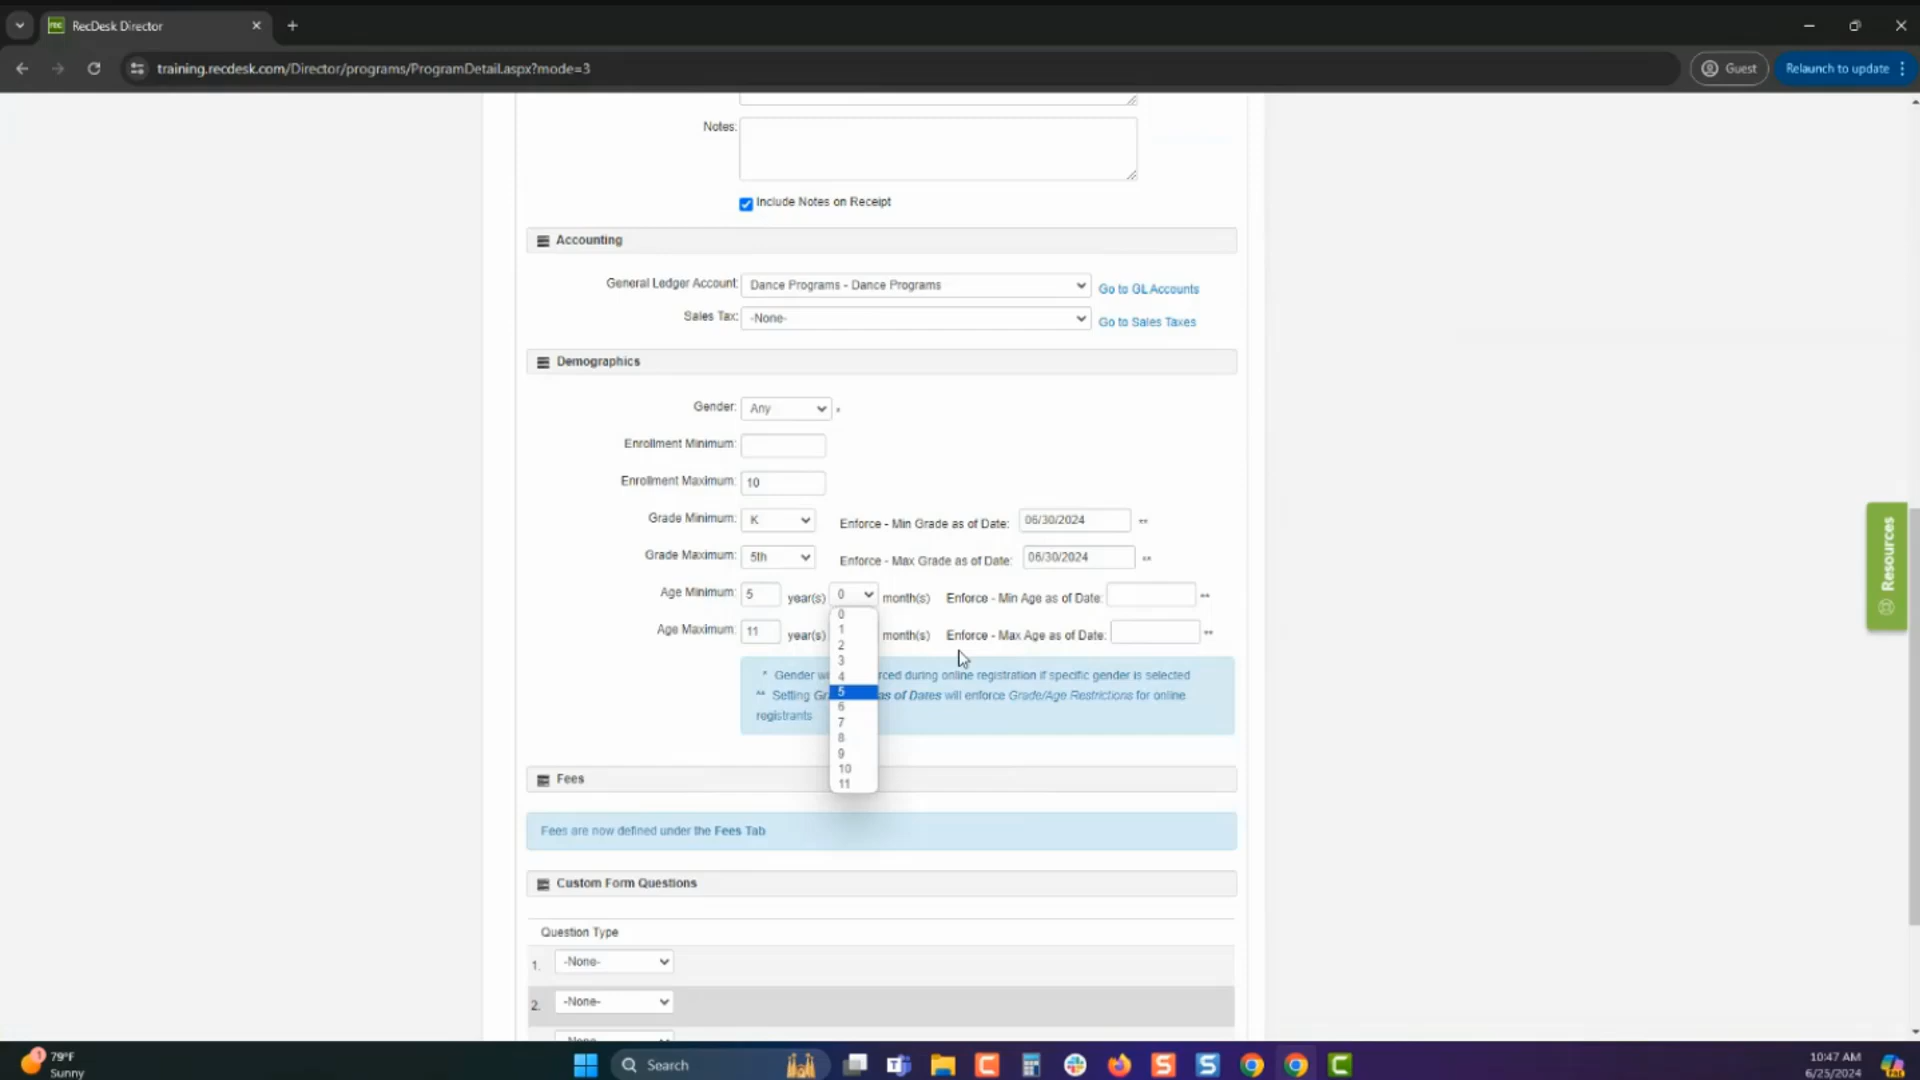 RecDesk Director
training.recdesk.com/Director/programs/ProgramDetail.aspx?mode=3
Guest
Relaunch to update
Notes:
Include Notes on Receipt
Accounting
General Ledger Account: Dance Programs - Dance Programs Go to GL Accounts
Sales Tax: -None- Go to Sales Taxes
Demographics
Gender: Any *
Enrollment Minimum:
Enrollment Maximum: 10
Grade Minimum: K Enforce - Min Grade as of Date: 06/30/2024 **
Grade Maximum: 5th Enforce - Max Grade as of Date: 06/30/2024 **
Age Minimum: 5 year(s) 0 month(s) Enforce - Min Age as of Date: **
Age Maximum: 11 year(s) month(s) Enforce - Max Age as of Date: **
0
1
2
3
4
5
6
7
8
9
10
11
* Gender w rced during online registration if specific gender is selected
** Setting Gr as of Dates will enforce Grade/Age Restrictions for online
registrants
Fees
Fees are now defined under the Fees Tab
Custom Form Questions
Question Type
1. -None-
2. -None-
-None-
Resources
1
79°F
Sunny
Search
10:47 AM
6/25/2024